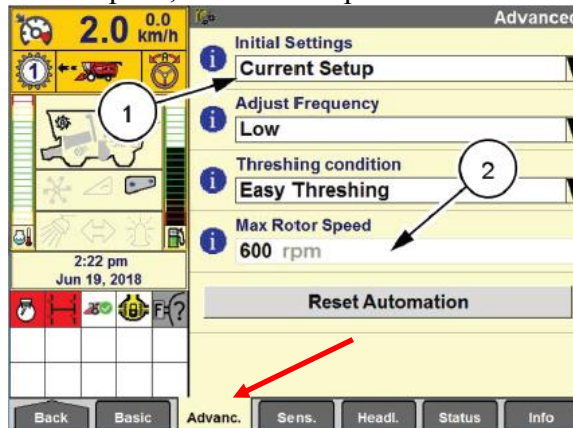 Advanced
2.0 0.0 km/h
1
Initial Settings
Current Setup
1
Adjust Frequency
Low
Threshing condition
Easy Threshing
2
Max Rotor Speed
600 rpm
2:22 pm
Jun 19, 2018
Reset Automation
F ?
Back Basic Advanc. Sens. Headl. Status Info